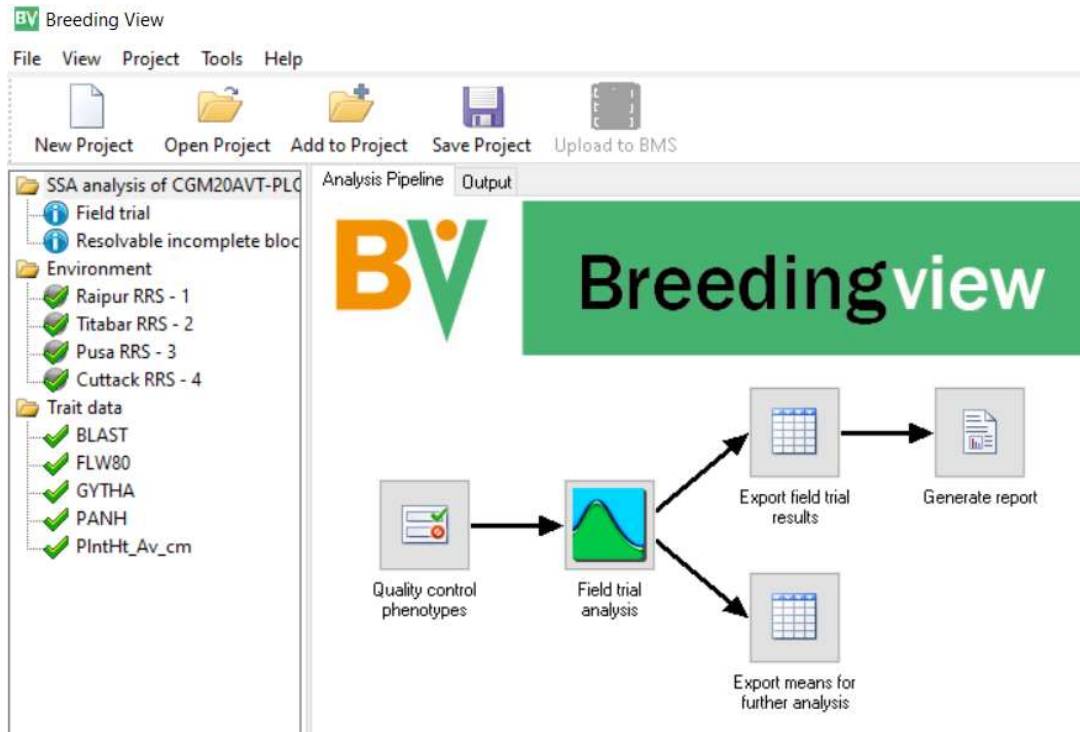 BV Breeding View
File View Project Tools Help
New Project Open Project Add to Project Save Project Upload to BMS
SSA analysis of CGM20AVT-PLO
Field trial
Resolvable incomplete bloc
Environment
Raipur RRS - 1
Titabar RRS - 2
Pusa RRS - 3
Cuttack RRS - 4
Trait data
BLAST
FLW80
GYTHA
PANH
PlntHt_Av_cm
Analysis Pipeline Output
BV Breedingview
Quality control
phenotypes
Field trial
analysis
Export field trial
results
Generate report
Export means for
further analysis